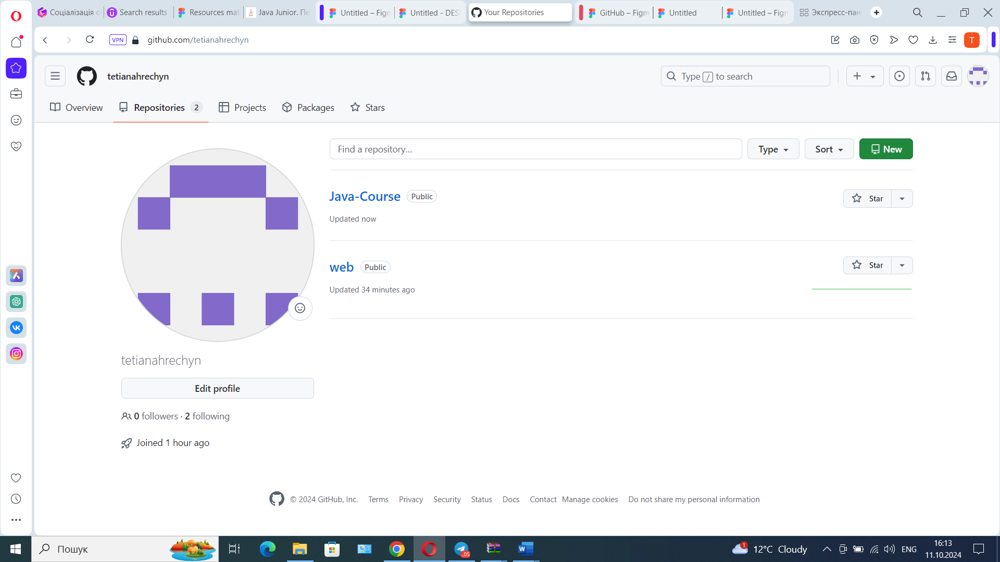 Соціалізація о
Search results
Resources mat
Java Junior. Пе
Untitled – Figm
Untitled - DESI
Your Repositories
GitHub – Figm
Untitled
Untitled – Figm
Экспресс-пан
VPN
github.com/tetianahrechyn
T
tetianahrechyn
Type / to search
Overview
Repositories 2
Projects
Packages
Stars
Find a repository...
Type
Sort
New
Java-Course Public
Star
Updated now
web Public
Star
Updated 34 minutes ago
tetianahrechyn
Edit profile
0 followers · 2 following
Joined 1 hour ago
© 2024 GitHub, Inc. Terms Privacy Security Status Docs Contact Manage cookies Do not share my personal information
Пошук
..05
W
1
12°C Cloudy
ENG
16:13
11.10.2024